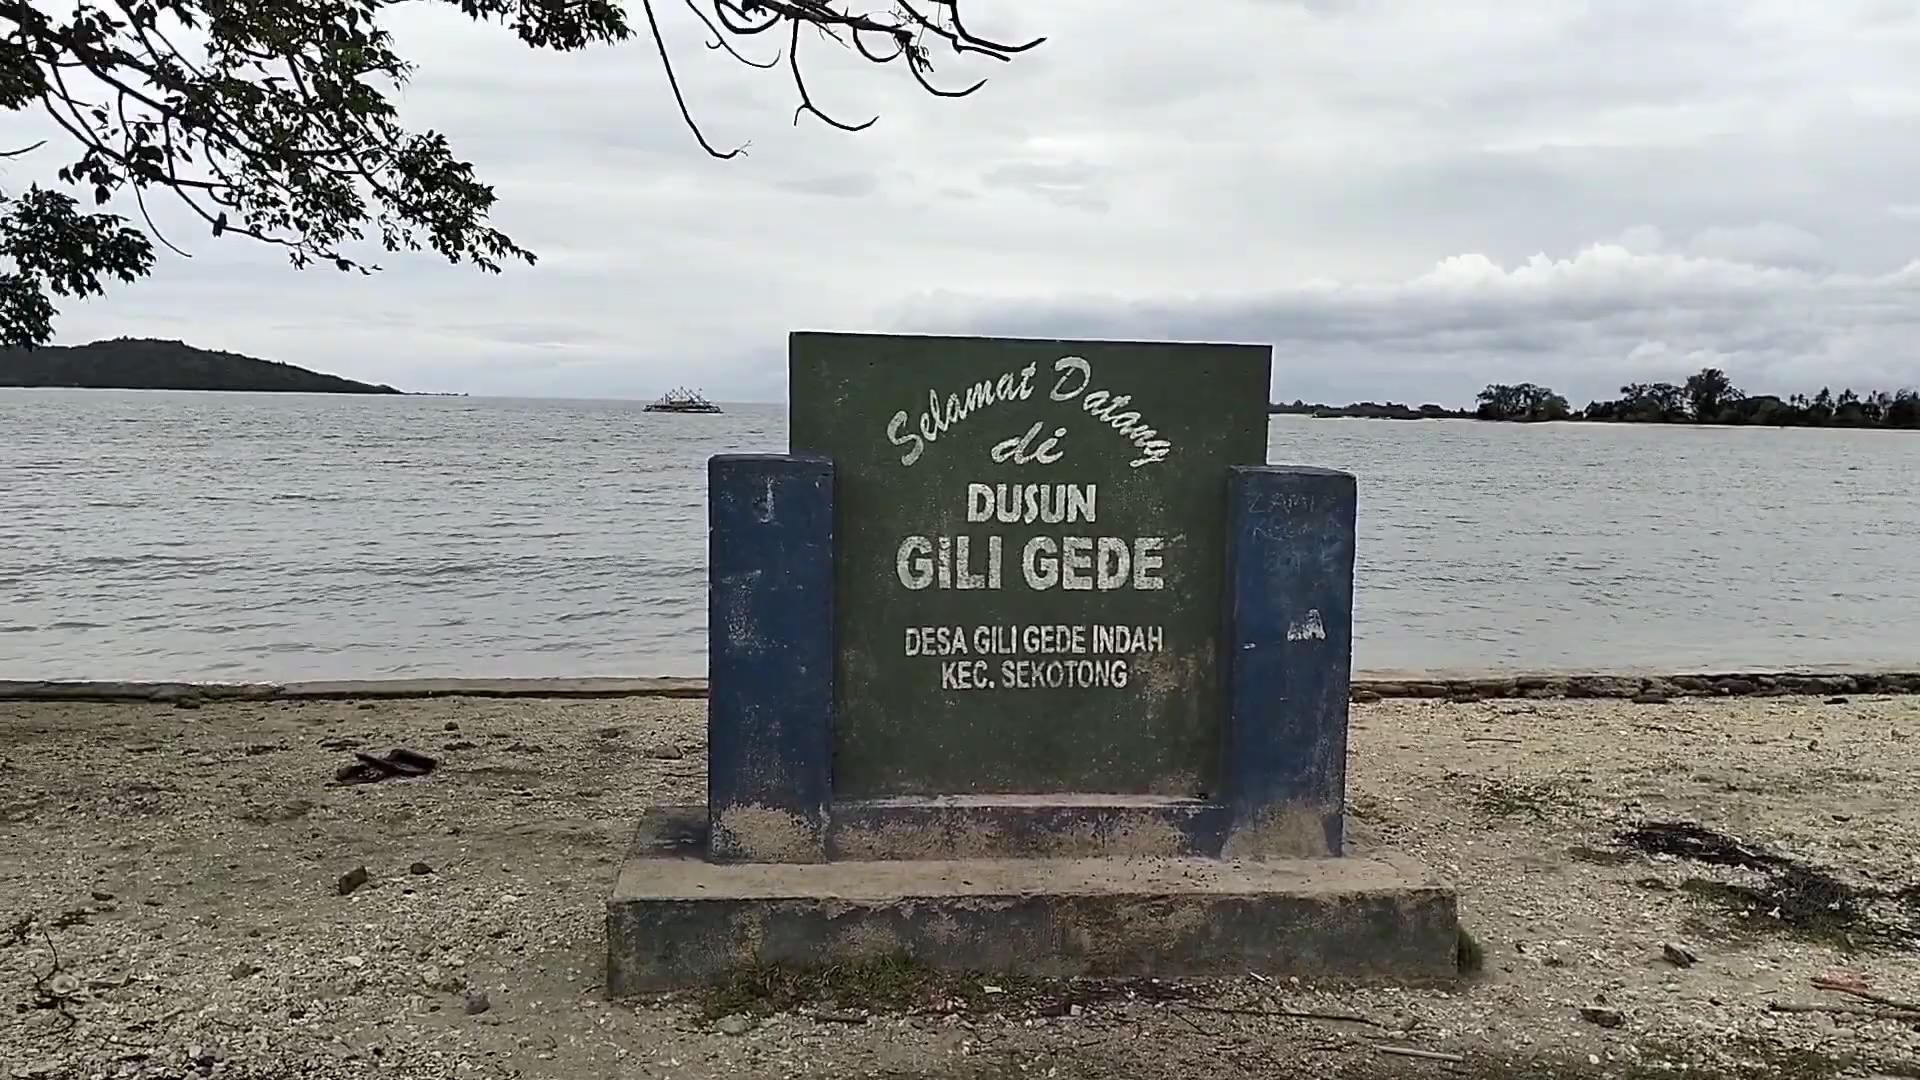 Selamat Datang
di
DUSUN
GiLI GEDE
DESA GILI GEDE INDAH
KEC. SEKOTONG